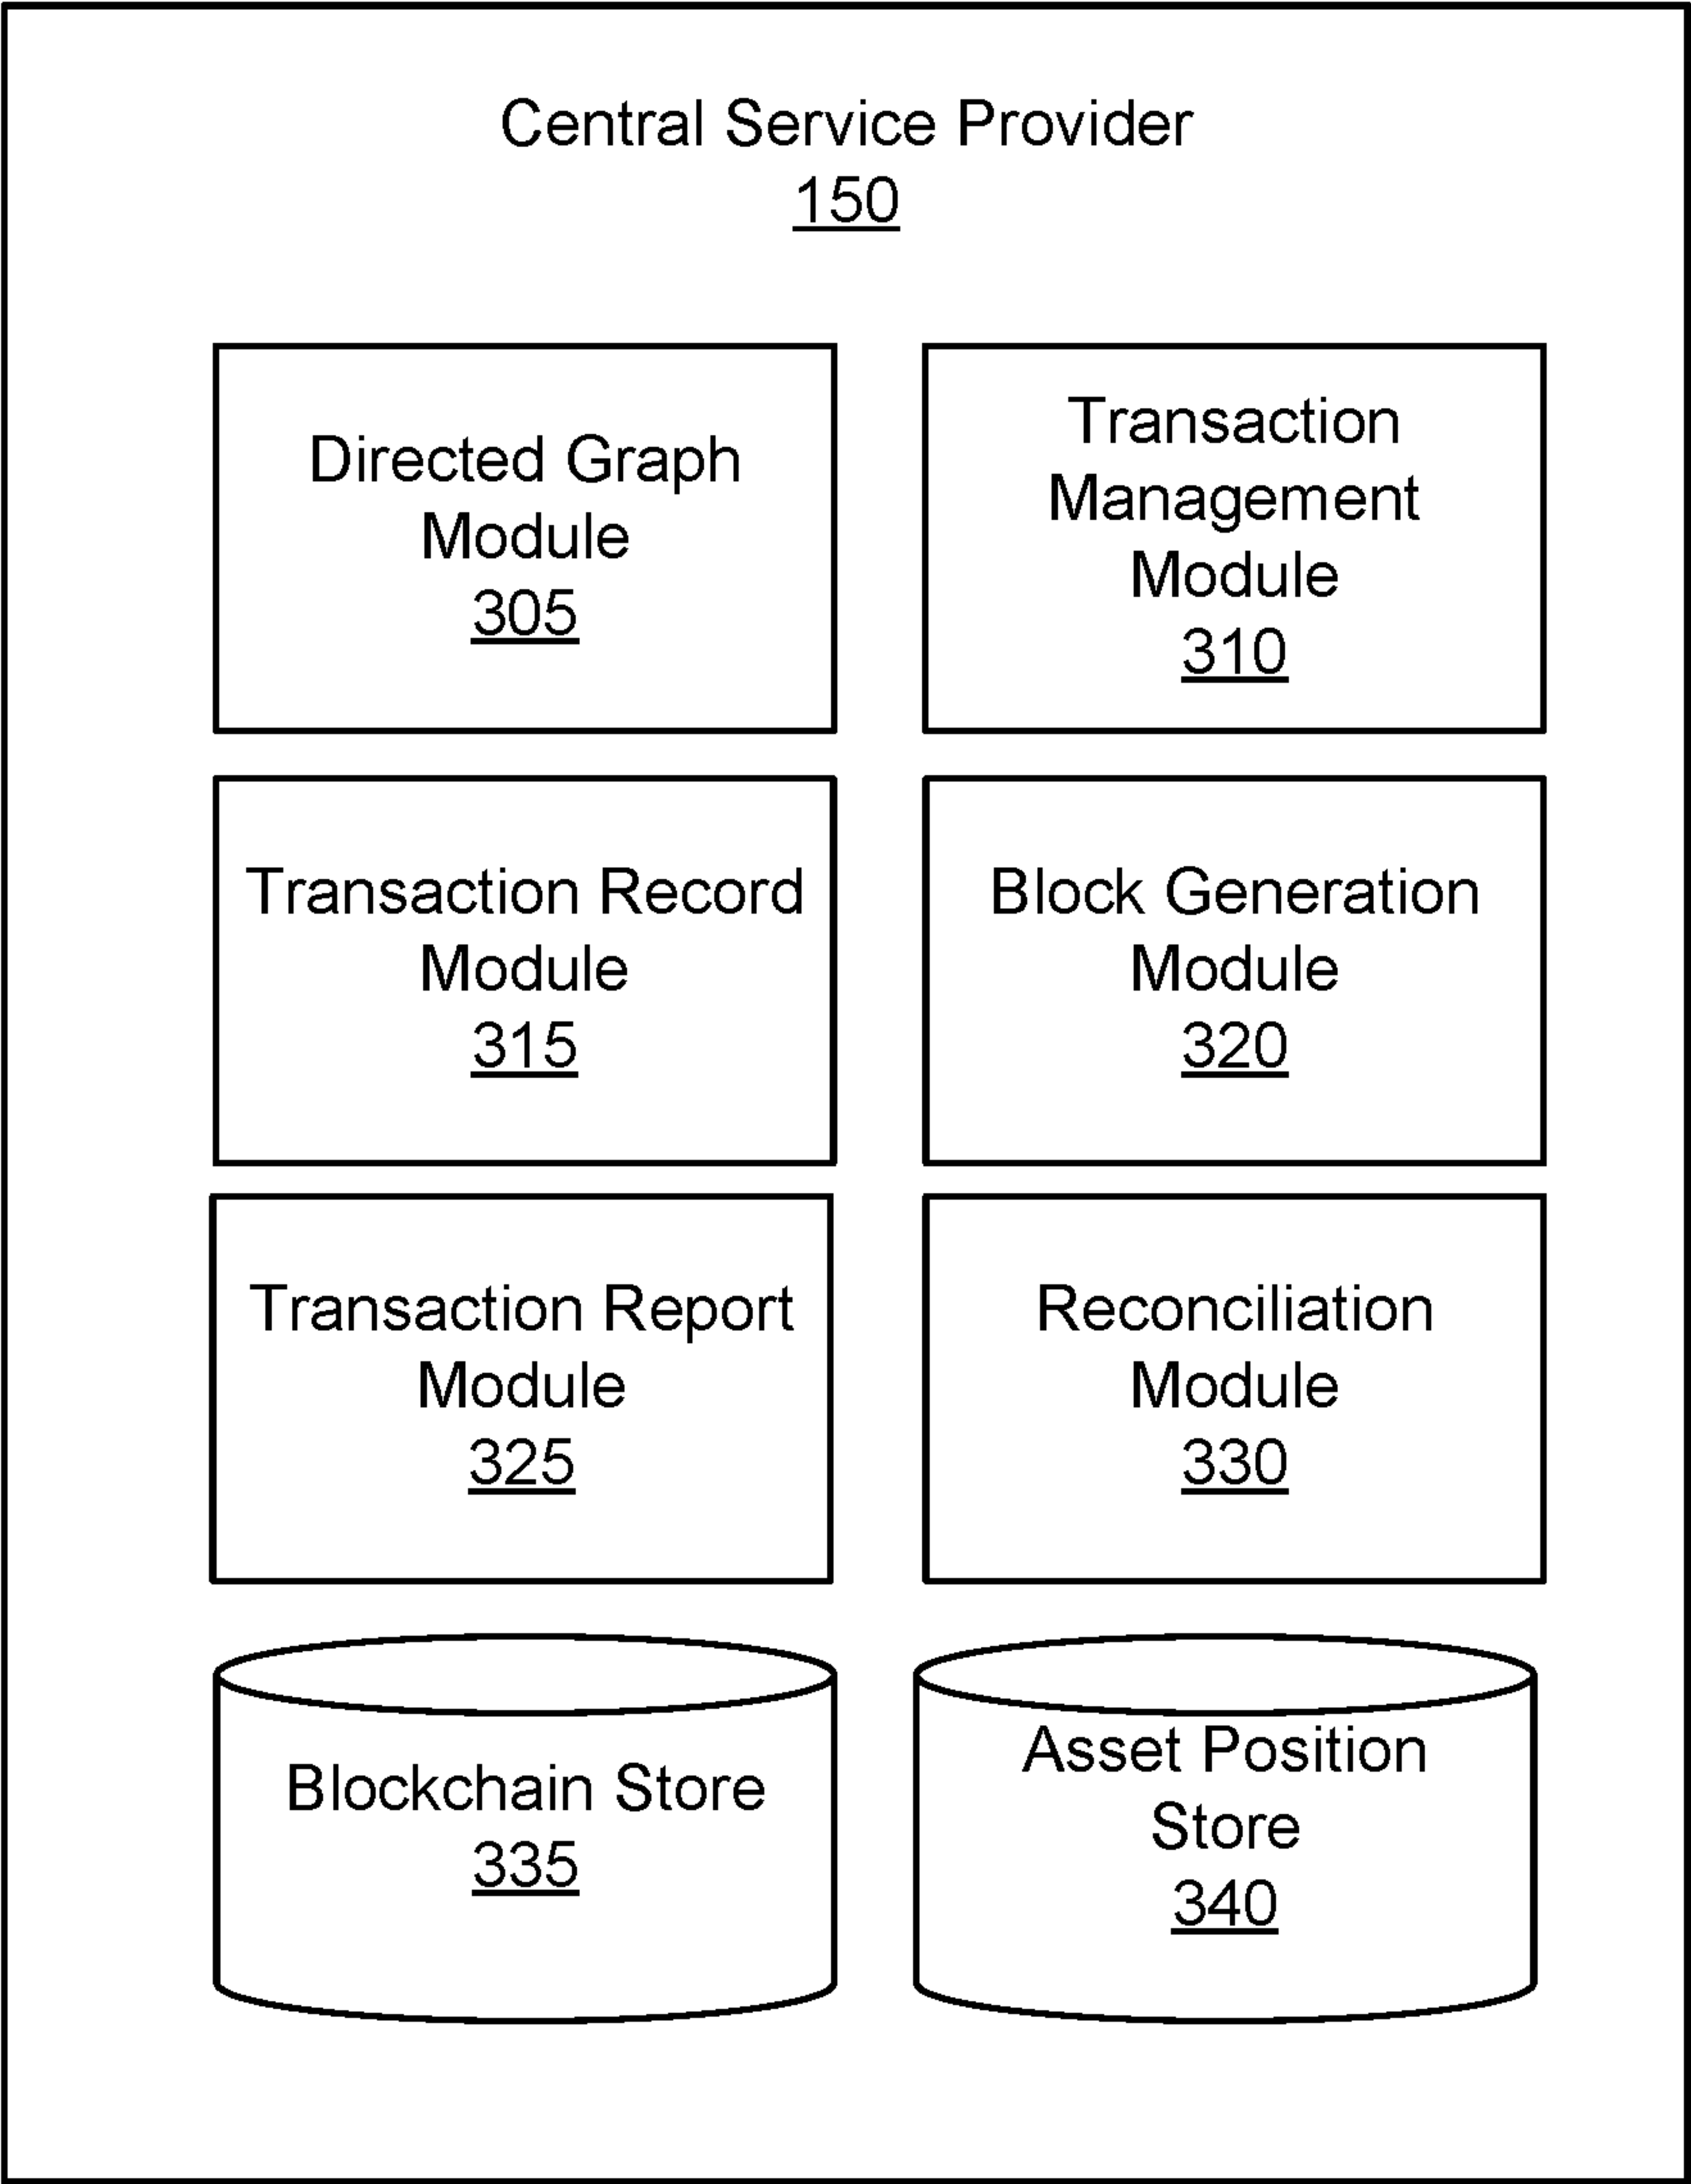 Central Service Provider
150
Directed Graph
Module
305
Transaction
Management
Module
310
Transaction Record
Module
315
Block Generation
Module
320
Transaction Report
Module
325
Reconciliation
Module
330
Blockchain Store
335
Asset Position
Store
340